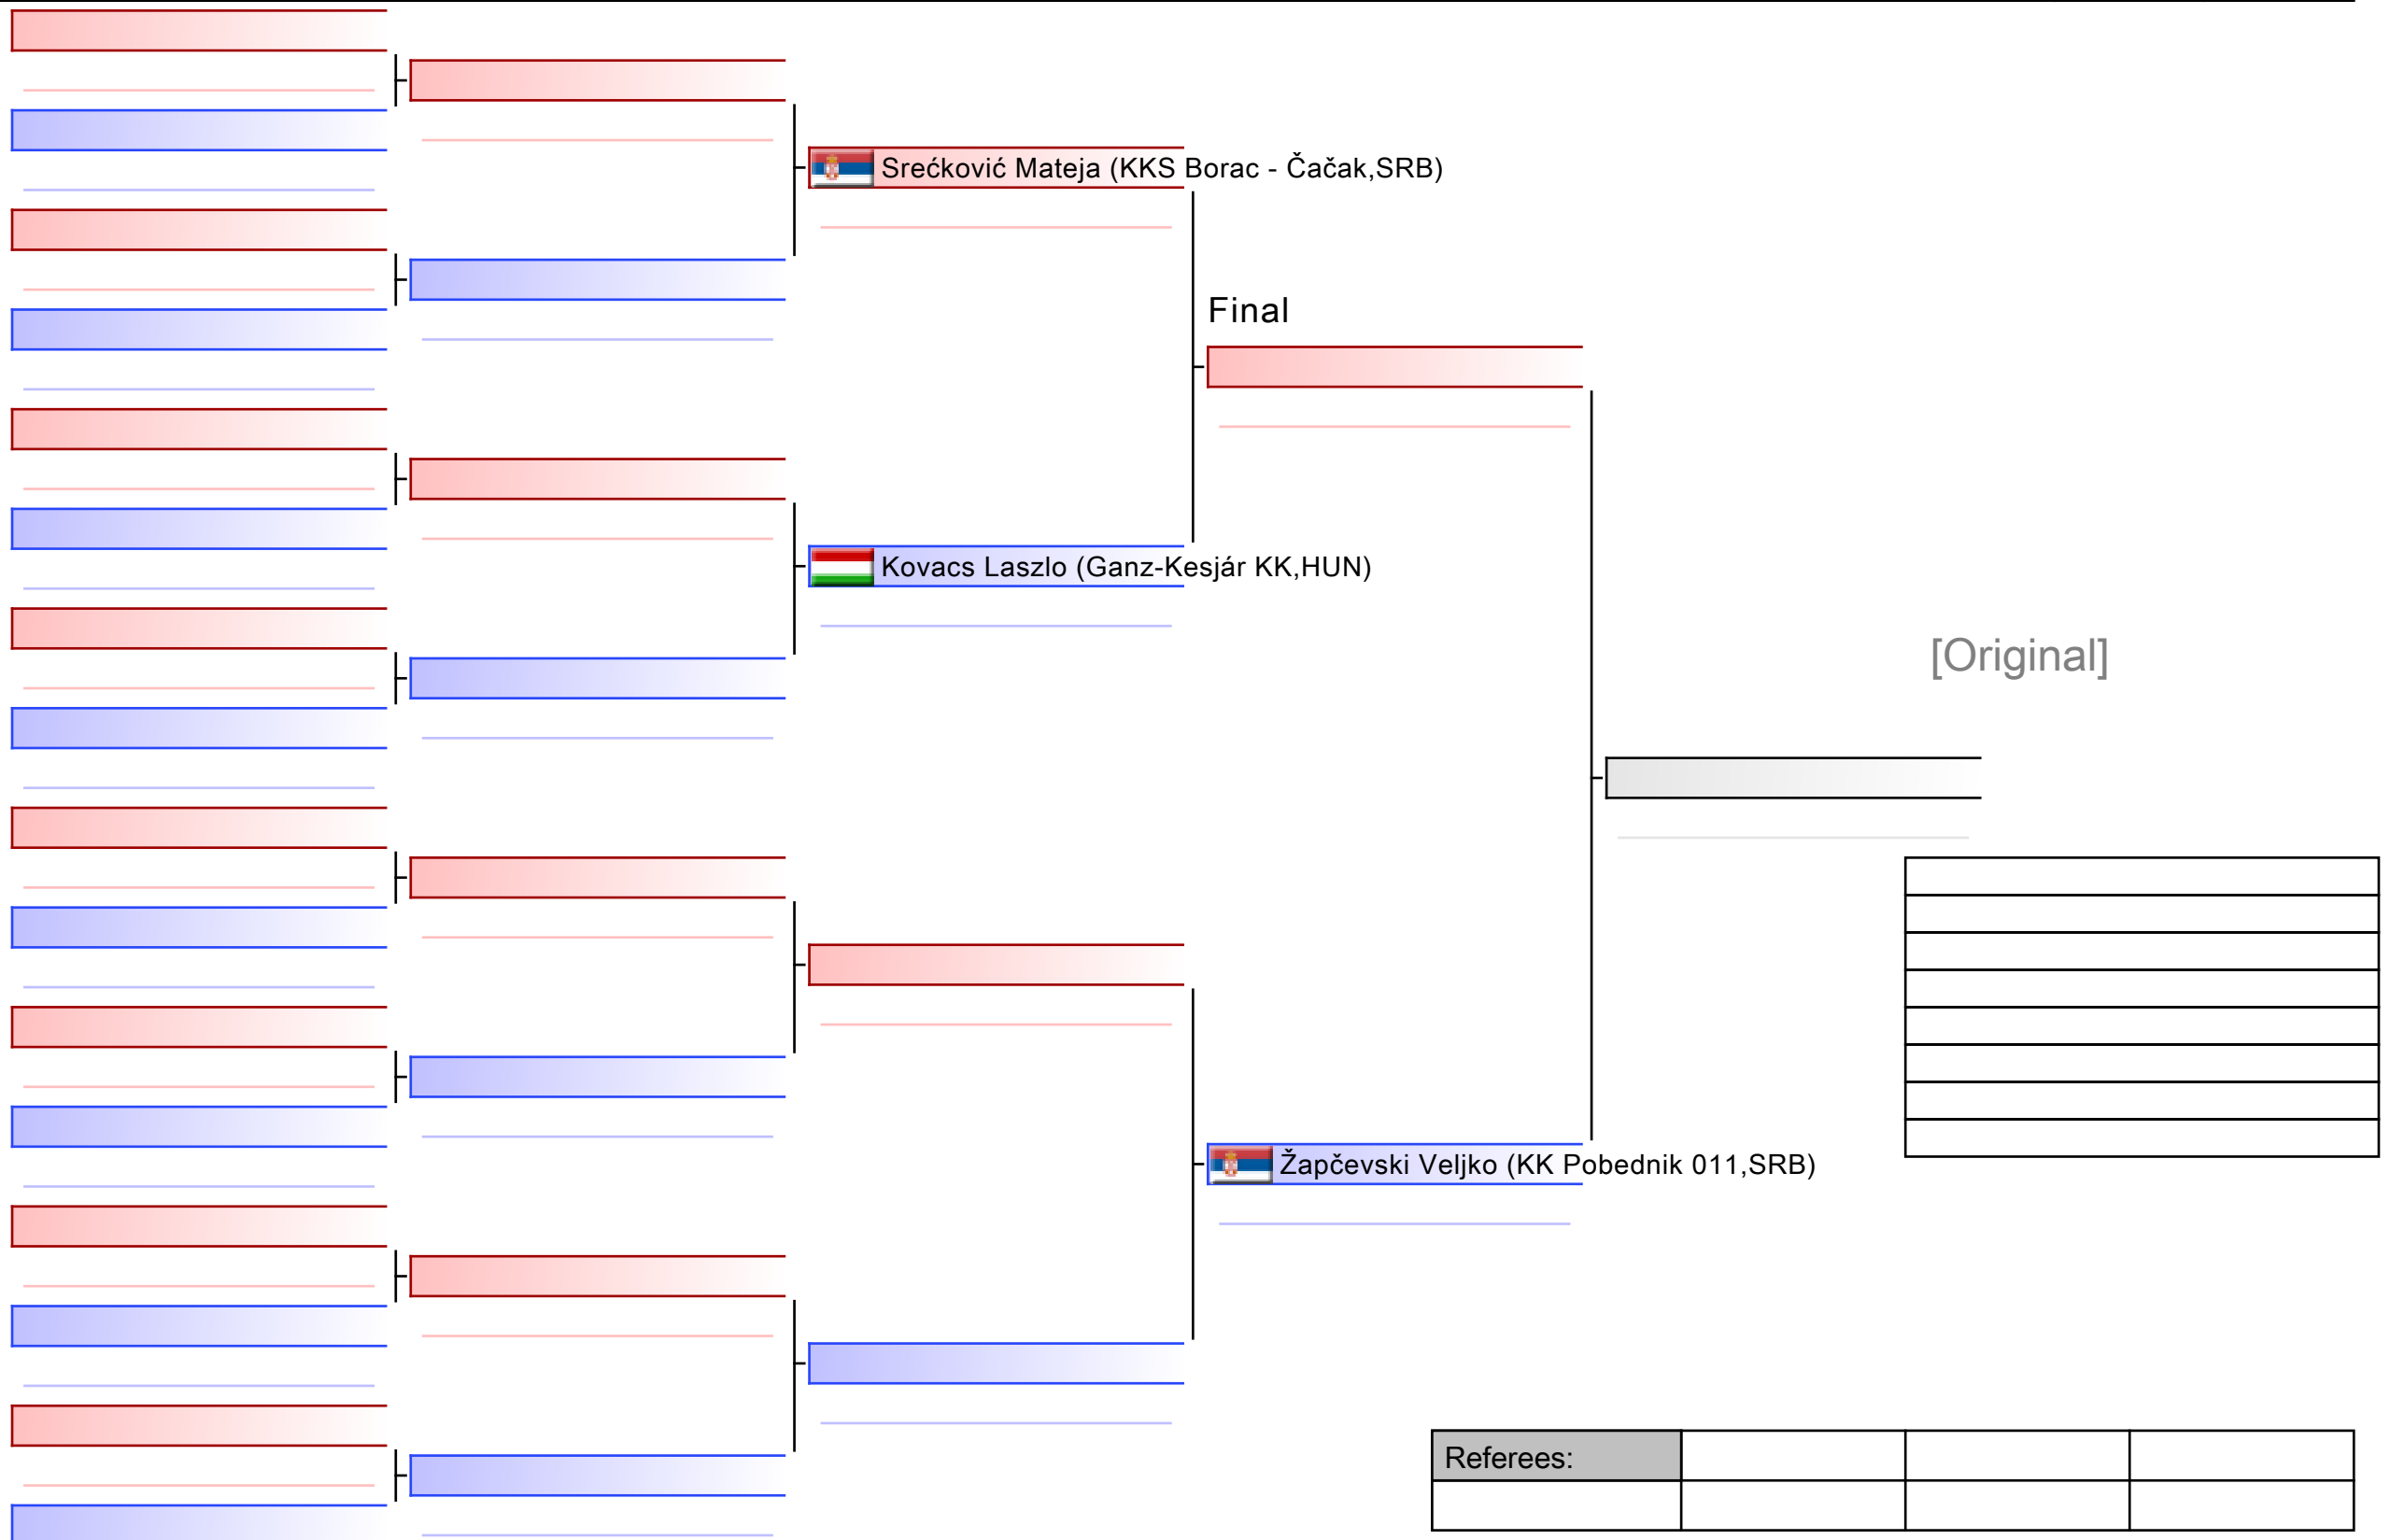 Srećković Mateja (KKS Borac - Čačak,SRB)
Final
Kovacs Laszlo (Ganz-Kesjár KK,HUN)
[Original]
Žapčevski Veljko (KK Pobednik 011,SRB)
Referees: